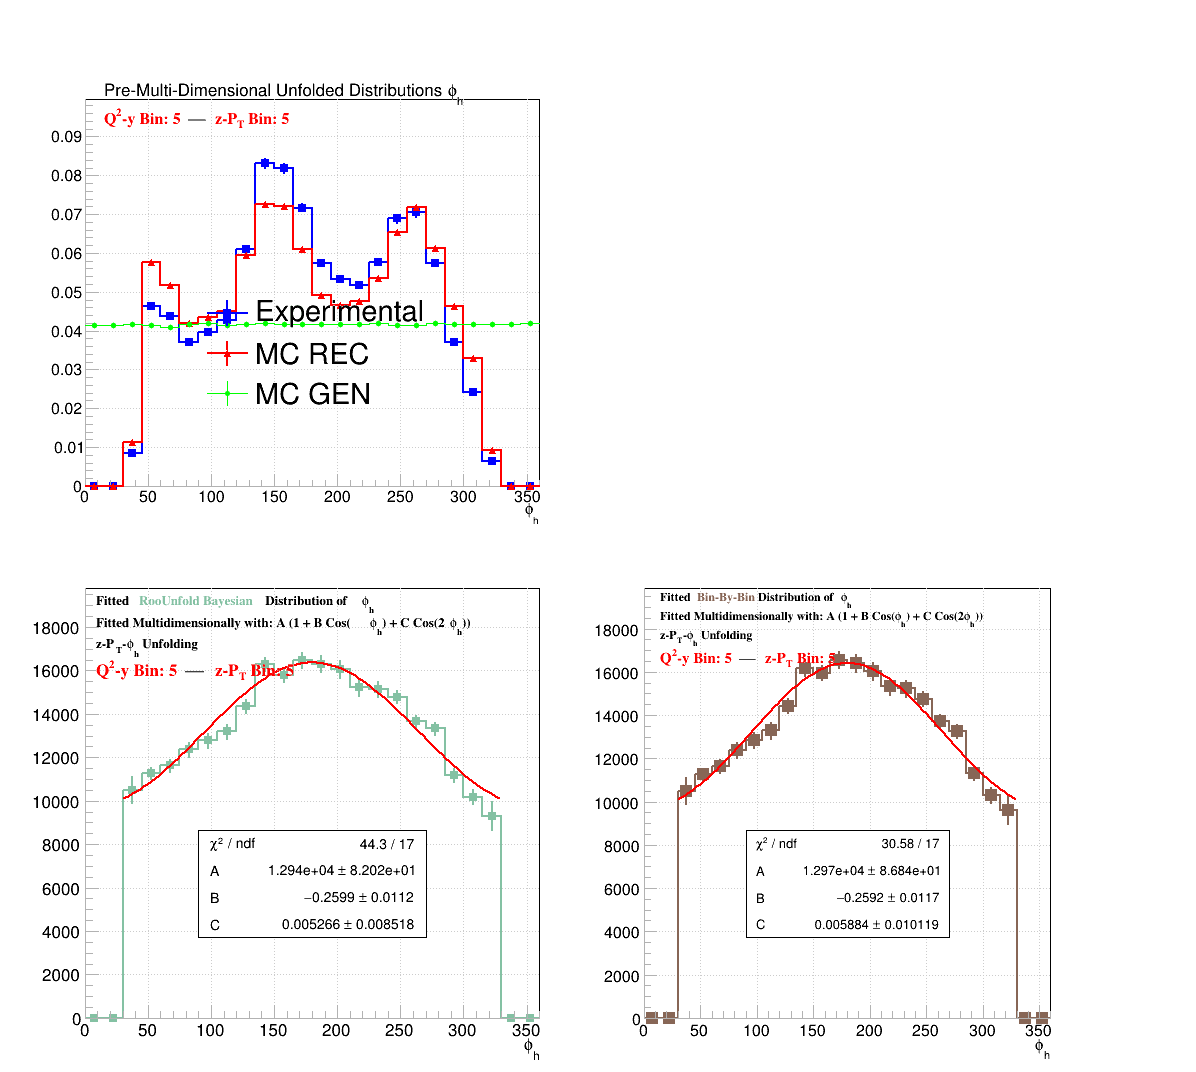 Pre-Multi-Dimensional Unfolded Distributions ϕh
Q2-y Bin: 5 — z-PT Bin: 5
0.09
0.08
0.07
0.06
0.05
0.04
0.03
0.02
0.01
0
Experimental
MC REC
MC GEN
0 50 100 150 200 250 300 350
ϕh
Fitted RooUnfold Bayesian Distribution of ϕh
Fitted Multidimensionally with: A (1 + B Cos( ϕh) + C Cos(2 ϕh))
z-PT-ϕh Unfolding
Q2-y Bin: 5 — z-PT Bin: 5
18000
16000
14000
12000
10000
8000
6000
4000
2000
0
χ2 / ndf 44.3 / 17
A 1.294e+04 ± 8.202e+01
B −0.2599 ± 0.0112
C 0.005266 ± 0.008518
0 50 100 150 200 250 300 350
ϕh
Fitted Bin-By-Bin Distribution of ϕh
Fitted Multidimensionally with: A (1 + B Cos(ϕh) + C Cos(2ϕh))
z-PT-ϕh Unfolding
Q2-y Bin: 5 — z-PT Bin: 5
18000
16000
14000
12000
10000
8000
6000
4000
2000
0
χ2 / ndf 30.58 / 17
A 1.297e+04 ± 8.684e+01
B −0.2592 ± 0.0117
C 0.005884 ± 0.010119
0 50 100 150 200 250 300 350
ϕh